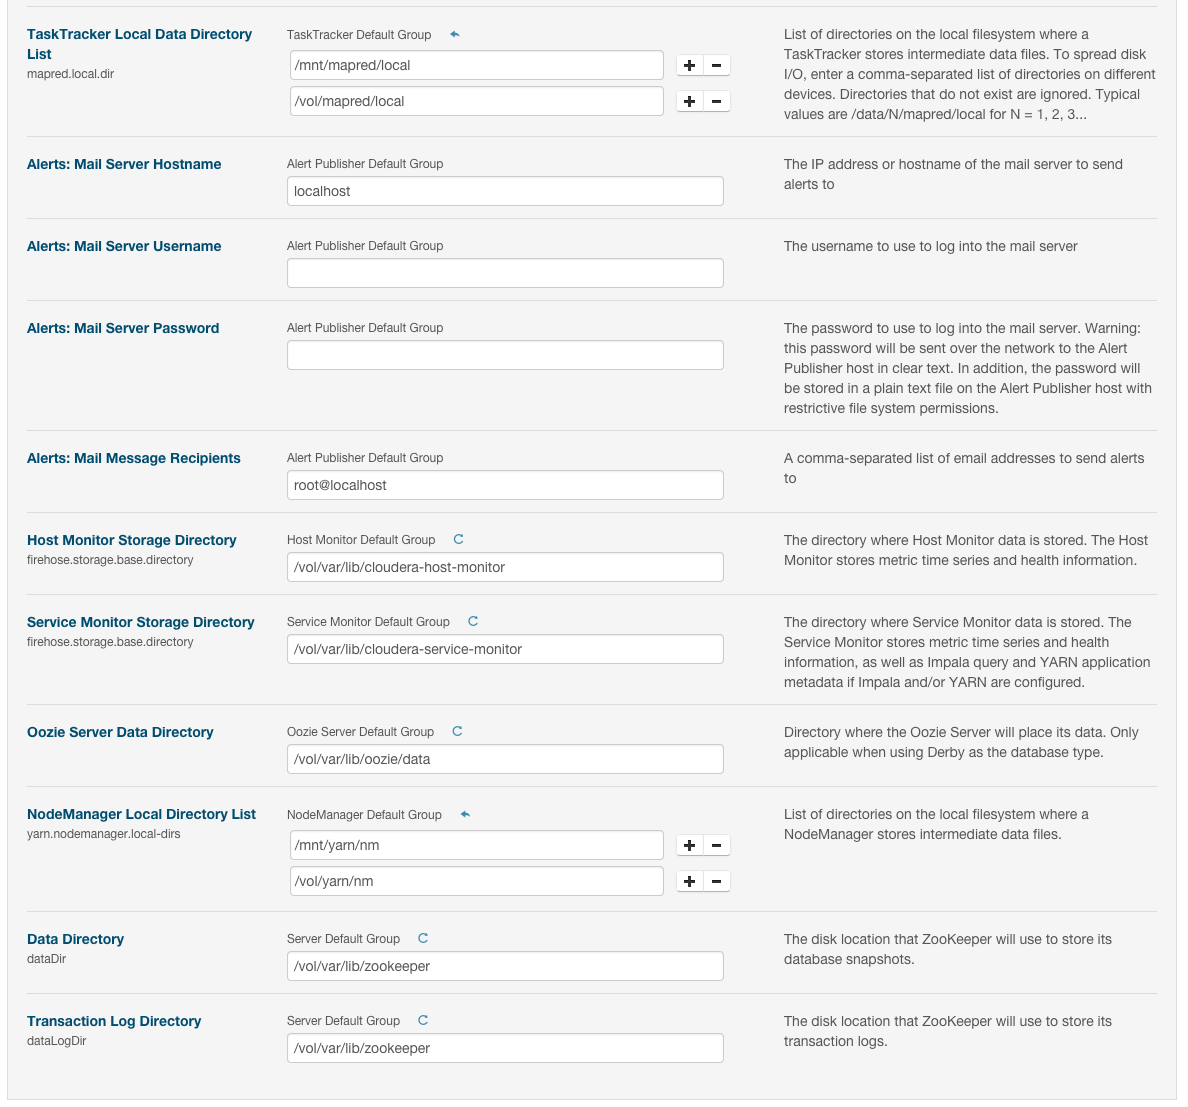 TaskTracker Local Data Directory
List
mapred.local.dir
TaskTracker Default Group
/mnt/mapred/local
/vol/mapred/local
List of directories on the local filesystem where a
TaskTracker stores intermediate data files. To spread disk
I/O, enter a comma-separated list of directories on different
devices. Directories that do not exist are ignored. Typical
values are /data/N/mapred/local for N = 1, 2, 3...
Alerts: Mail Server Hostname
Alert Publisher Default Group
localhost
The IP address or hostname of the mail server to send
alerts to
Alerts: Mail Server Username
Alert Publisher Default Group
The username to use to log into the mail server
Alerts: Mail Server Password
Alert Publisher Default Group
The password to use to log into the mail server. Warning:
this password will be sent over the network to the Alert
Publisher host in clear text. In addition, the password will
be stored in a plain text file on the Alert Publisher host with
restrictive file system permissions.
Alerts: Mail Message Recipients
Alert Publisher Default Group
root@localhost
A comma-separated list of email addresses to send alerts
to
Host Monitor Storage Directory
firehose.storage.base.directory
Host Monitor Default Group
/vol/var/lib/cloudera-host-monitor
The directory where Host Monitor data is stored. The Host
Monitor stores metric time series and health information.
Service Monitor Storage Directory
firehose.storage.base.directory
Service Monitor Default Group
/vol/var/lib/cloudera-service-monitor
The directory where Service Monitor data is stored. The
Service Monitor stores metric time series and health
information, as well as Impala query and YARN application
metadata if Impala and/or YARN are configured.
Oozie Server Data Directory
Oozie Server Default Group
/vol/var/lib/oozie/data
Directory where the Oozie Server will place its data. Only
applicable when using Derby as the database type.
NodeManager Local Directory List
yarn.nodemanager.local-dirs
NodeManager Default Group
/mnt/yarn/nm
/vol/yarn/nm
List of directories on the local filesystem where a
NodeManager stores intermediate data files.
Data Directory
dataDir
Server Default Group
/vol/var/lib/zookeeper
The disk location that ZooKeeper will use to store its
database snapshots.
Transaction Log Directory
dataLogDir
Server Default Group
/vol/var/lib/zookeeper
The disk location that ZooKeeper will use to store its
transaction logs.